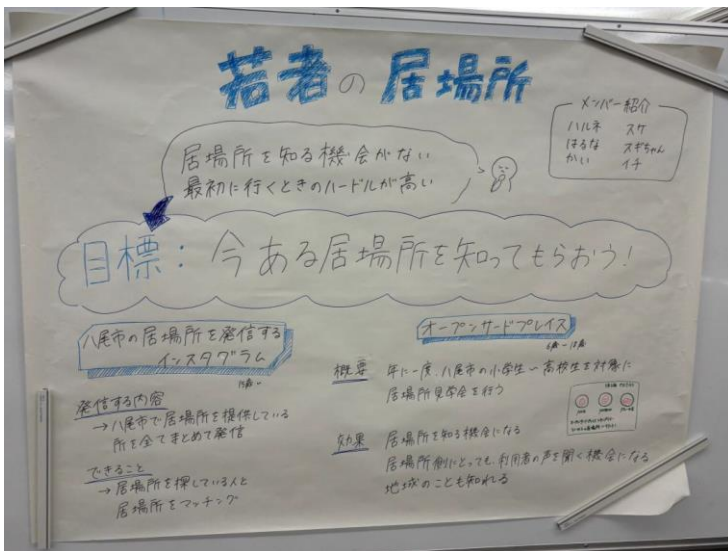 若者の居場所
メンバー紹介
ハルネ スケ
はるな スギちゃん
かい イチ
居場所を知る機会がない
最初に行くときのハードルが高い
目標：今ある居場所を知ってもらおう！
八尾市の居場所を発信する
インスタグラム
発信する内容
→八尾市で居場所を提供している
所を全てまとめて発信
できること
→居場所を探している人と
居場所をマッチング
オープンサードプレイス
概要 年に一度、八尾市の小学生〜高校生を対象に
居場所見学会を行う
効果 居場所を知る機会になる
居場所側にとっても、利用者の声を聞く機会になる
地域のことも知れる